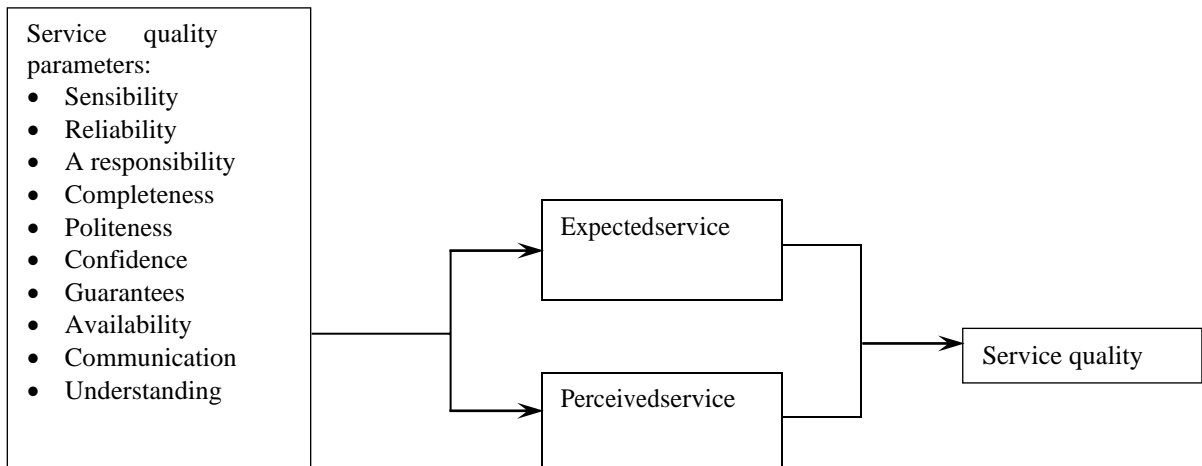 Service quality
parameters:
• Sensibility
• Reliability
• A responsibility
• Completeness
• Politeness
• Confidence
• Guarantees
• Availability
• Communication
• Understanding
Expectedservice
Perceivedservice
Service quality